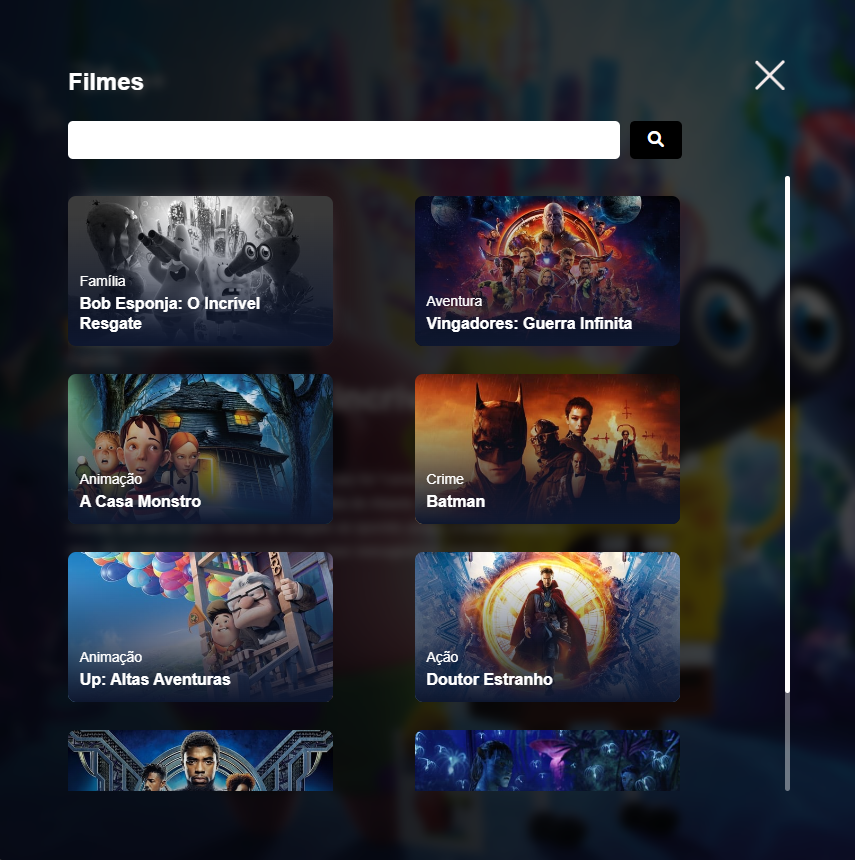 Filmes
Família
Bob Esponja: O Incrível
Resgate
Aventura
Vingadores: Guerra Infinita
Animação
A Casa Monstro
Crime
Batman
Animação
Up: Altas Aventuras
Ação
Doutor Estranho